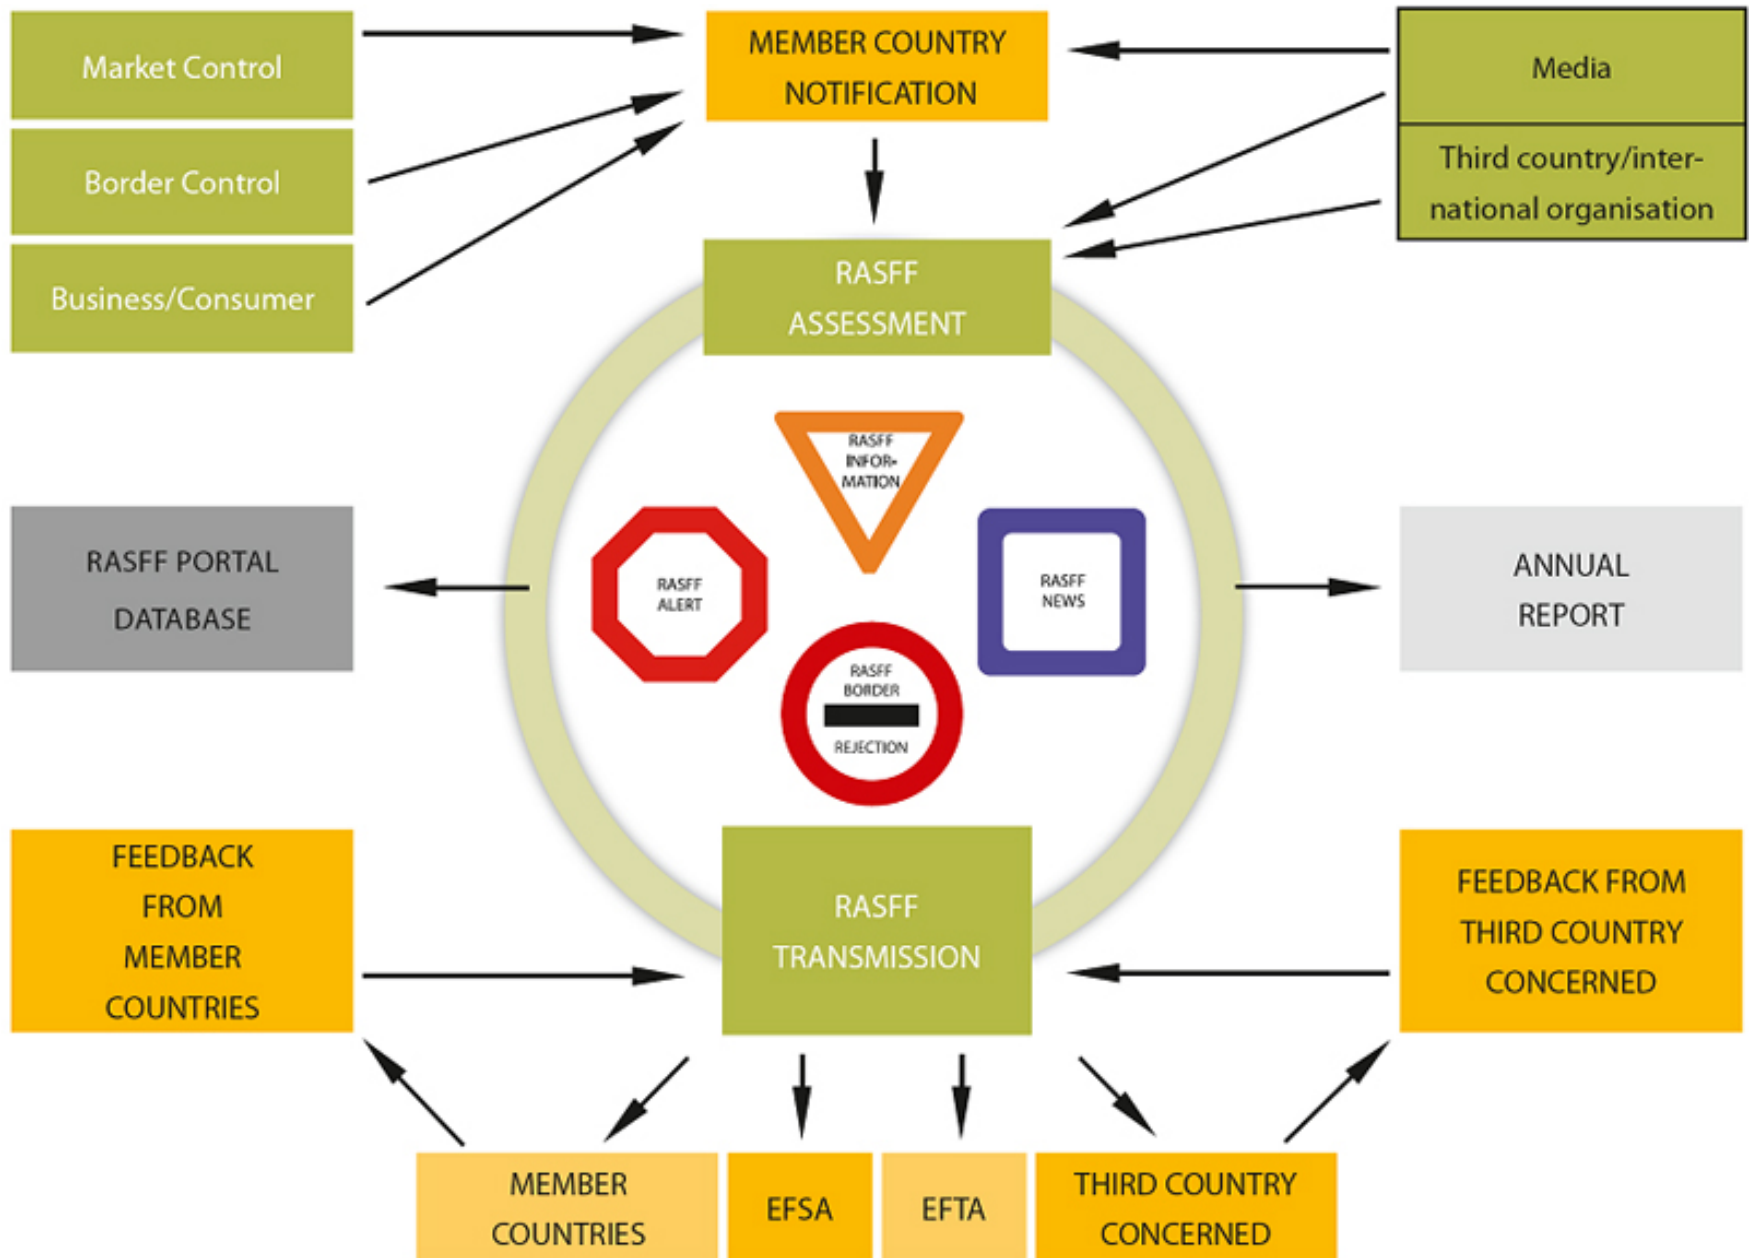 Market Control
Border Control
Business/Consumer
MEMBER COUNTRY
NOTIFICATION
Media
Third country/inter-
national organisation
RASFF
ASSESSMENT
RASFF
INFOR-
MATION
RASFF
ALERT
RASFF
NEWS
RASFF
BORDER
REJECTION
RASFF PORTAL
DATABASE
ANNUAL
REPORT
FEEDBACK
FROM
MEMBER
COUNTRIES
RASFF
TRANSMISSION
FEEDBACK FROM
THIRD COUNTRY
CONCERNED
MEMBER
COUNTRIES
EFSA
EFTA
THIRD COUNTRY
CONCERNED